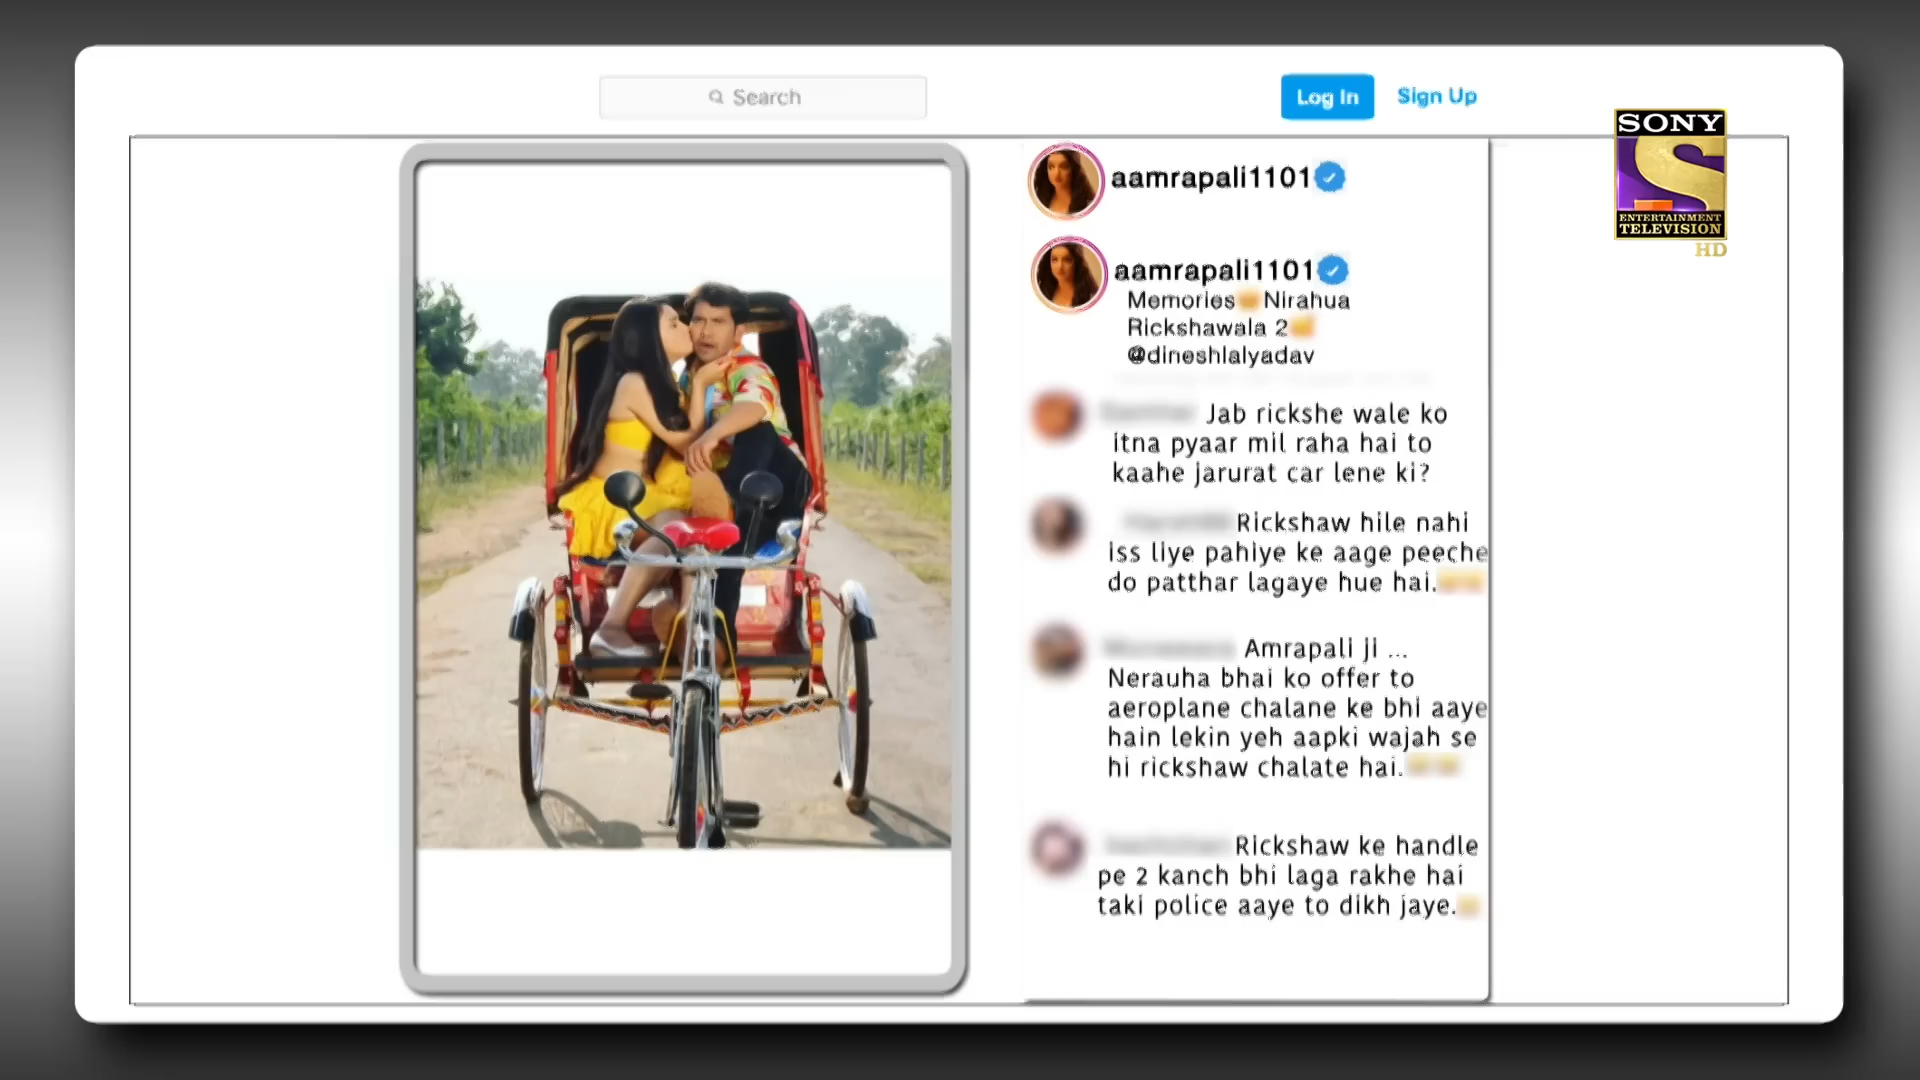 Search
Log In
Sign Up
SONY
ENTERTAINMENT
TELEVISION
HD
aamrapali1101
aamrapali1101
Memories Nirahua
Rickshawala 2
@dineshlalyadav
Jab rickshe wale ko
itna pyaar mil raha hai to
kaahe jarurat car lene ki?
Rickshaw hile nahi
iss liye pahiye ke aage peeche
do patthar lagaye hue hai.
Amrapali ji ...
Nerauha bhai ko offer to
aeroplane chalane ke bhi aaye
hain lekin yeh aapki wajah se
hi rickshaw chalate hai.
Rickshaw ke handle
pe 2 kanch bhi laga rakhe hai
taki police aaye to dikh jaye.